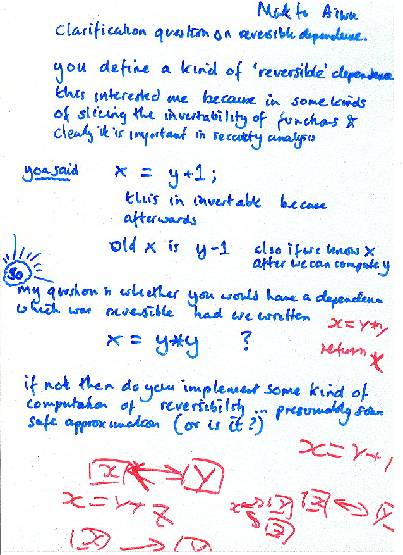 Mark to
Clarification question on reversible dependence.
you define a kind of 'reversible' dependence
this interested me because in some kinds
of slicing the invertability of functions &
clearly it is important in security analysis
you said x = y+1;
this in invertable because
afterwards
old x is y-1 also if we know x
after we can compute y
So
my question is whether you would have a dependence
which was reversible had we written
x=y*y
x = y*y ?
return x
if not then do you implement some kind of
computation of reversibility ... presumably some
safe approximation (or is it?)
x=y+1
x y
x=y+z
x y x y
z
x y